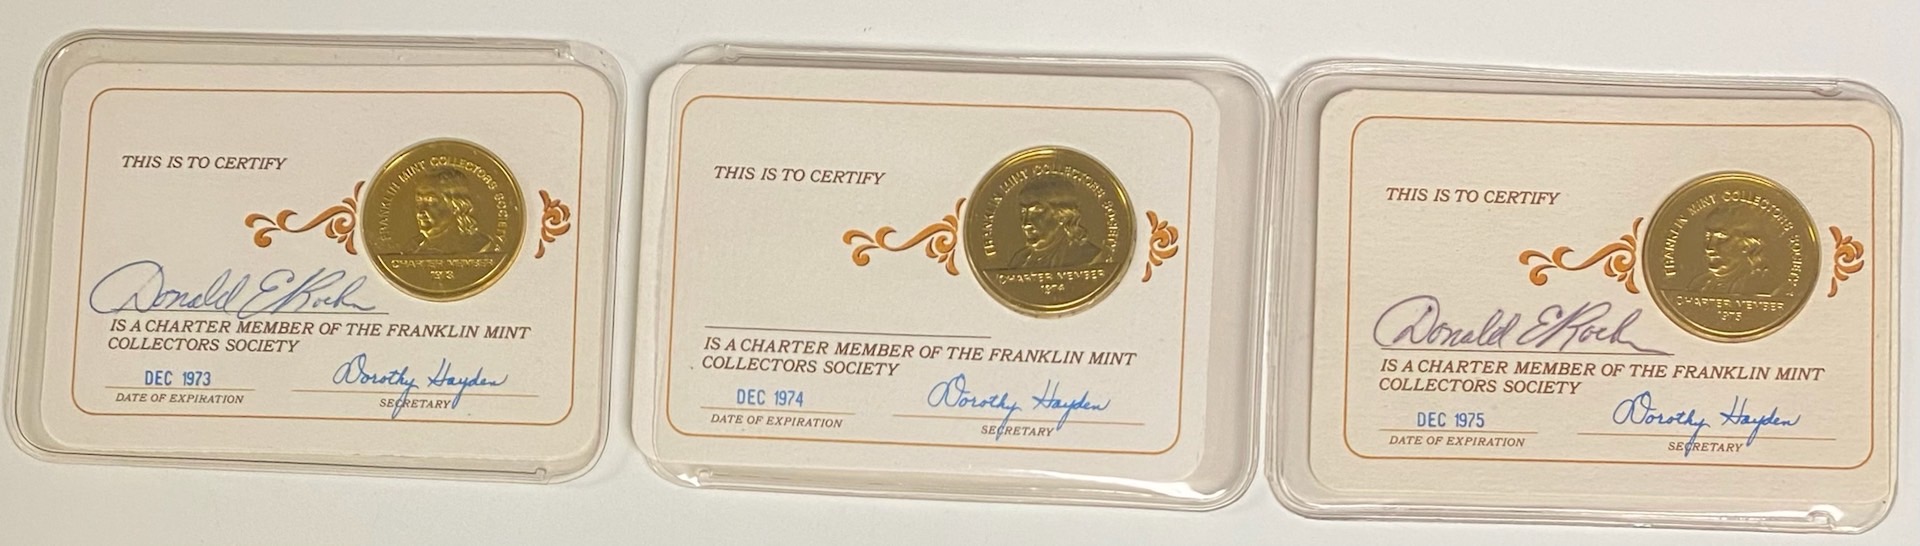 THIS IS TO CERTIFY
FRANKLIN MINT COLLECTORS SOCIETY
CHARTER MEMBER
1973
Donald E Koehn
IS A CHARTER MEMBER OF THE FRANKLIN MINT
COLLECTORS SOCIETY
DEC 1973
Dorothy Hayden
DATE OF EXPIRATION
SECRETARY
THIS IS TO CERTIFY
FRANKLIN MINT COLLECTORS SOCIETY
CHARTER MEMBER
1974
IS A CHARTER MEMBER OF THE FRANKLIN MINT
COLLECTORS SOCIETY
DEC 1974
Dorothy Hayden
DATE OF EXPIRATION
SECRETARY
THIS IS TO CERTIFY
FRANKLIN MINT COLLECTORS SOCIETY
CHARTER MEMBER
1975
Donald E Koehn
IS A CHARTER MEMBER OF THE FRANKLIN MINT
COLLECTORS SOCIETY
DEC 1975
Dorothy Hayden
DATE OF EXPIRATION
SECRETARY